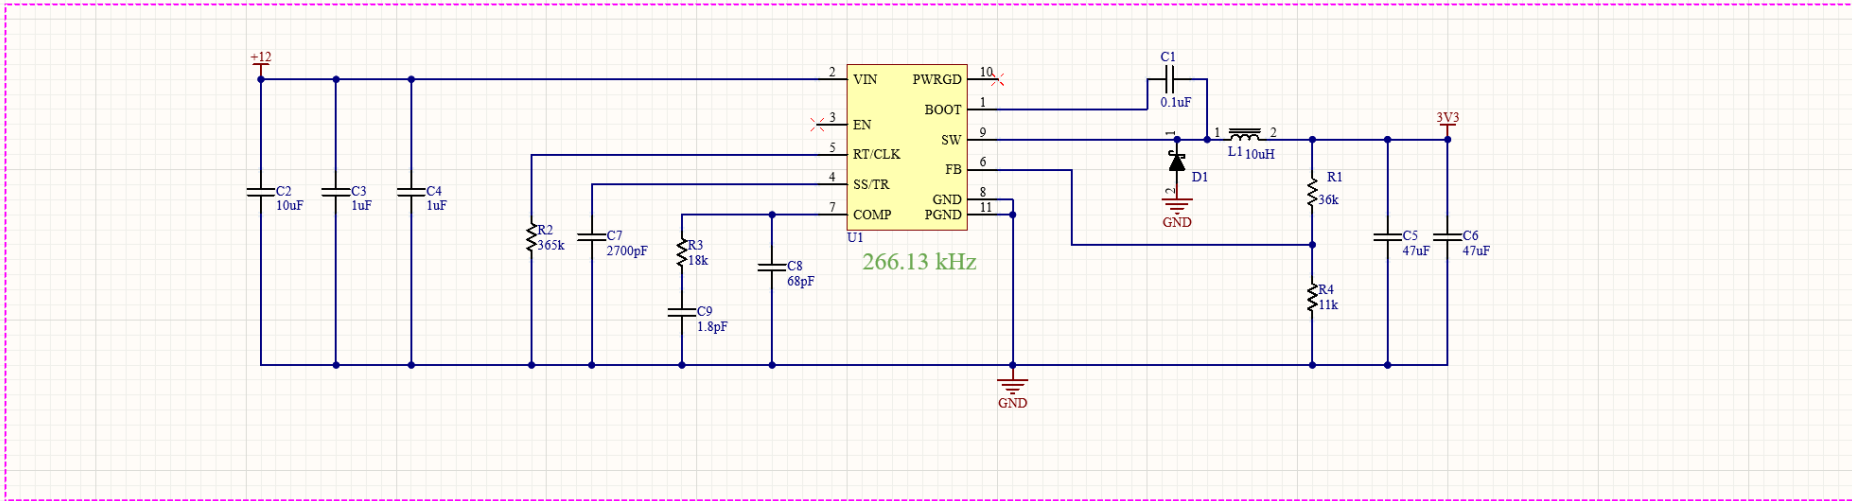 +12
C2
10uF
C3
1uF
C4
1uF
R2
365k
C7
2700pF
R3
18k
C9
1.8pF
C8
68pF
2 VIN
3 EN
5 RT/CLK
4 SS/TR
7 COMP
PWRGD 10
BOOT 1
SW 9
FB 6
GND 8
PGND 11
U1
266.13 kHz
GND
C1
0.1uF
1
D1
2
GND
1 2
L1 10uH
R1
36k
R4
11k
C5
47uF
3V3
C6
47uF